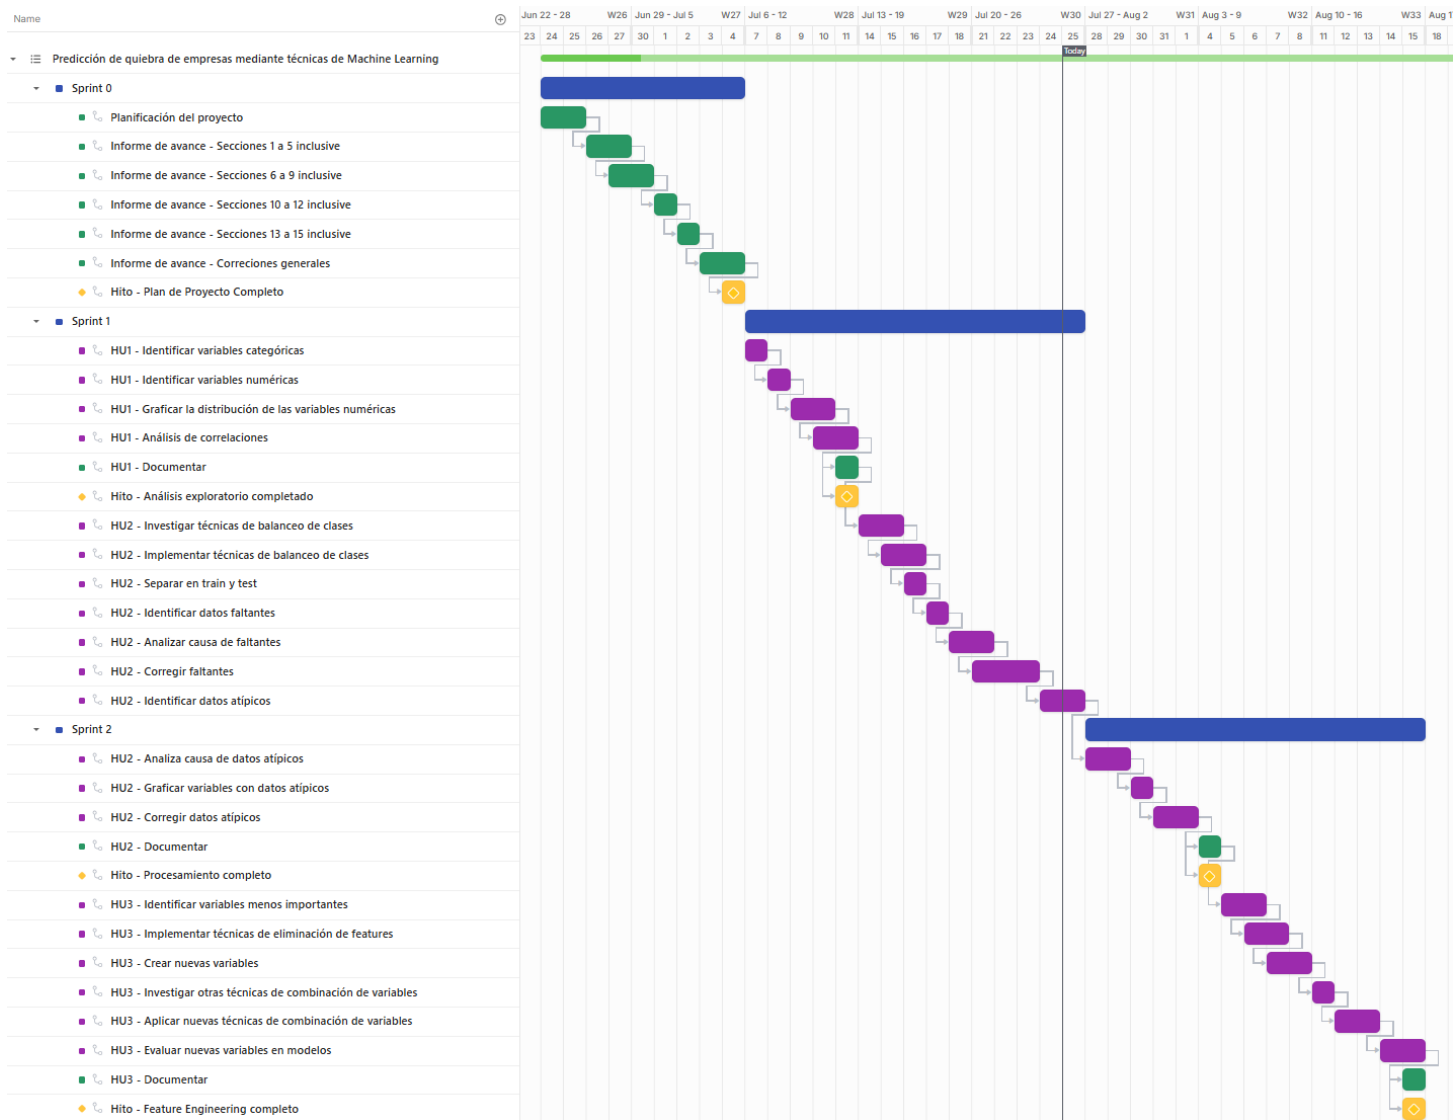 Name
Jun 22 - 28 W26 Jun 29 - Jul 5 W27 Jul 6 - 12 W28 Jul 13 - 19 W29 Jul 20 - 26 W30 Jul 27 - Aug 2 W31 Aug 3 - 9 W32 Aug 10 - 16 W33 Aug 1
23 24 25 26 27 30 1 2 3 4 7 8 9 10 11 14 15 16 17 18 21 22 23 24 25 28 29 30 31 1 4 5 6 7 8 11 12 13 14 15 18
Today
Predicción de quiebra de empresas mediante técnicas de Machine Learning
Sprint 0
Planificación del proyecto
Informe de avance - Secciones 1 a 5 inclusive
Informe de avance - Secciones 6 a 9 inclusive
Informe de avance - Secciones 10 a 12 inclusive
Informe de avance - Secciones 13 a 15 inclusive
Informe de avance - Correciones generales
Hito - Plan de Proyecto Completo
Sprint 1
HU1 - Identificar variables categóricas
HU1 - Identificar variables numéricas
HU1 - Graficar la distribución de las variables numéricas
HU1 - Análisis de correlaciones
HU1 - Documentar
Hito - Análisis exploratorio completado
HU2 - Investigar técnicas de balanceo de clases
HU2 - Implementar técnicas de balanceo de clases
HU2 - Separar en train y test
HU2 - Identificar datos faltantes
HU2 - Analizar causa de faltantes
HU2 - Corregir faltantes
HU2 - Identificar datos atípicos
Sprint 2
HU2 - Analiza causa de datos atípicos
HU2 - Graficar variables con datos atípicos
HU2 - Corregir datos atípicos
HU2 - Documentar
Hito - Procesamiento completo
HU3 - Identificar variables menos importantes
HU3 - Implementar técnicas de eliminación de features
HU3 - Crear nuevas variables
HU3 - Investigar otras técnicas de combinación de variables
HU3 - Aplicar nuevas técnicas de combinación de variables
HU3 - Evaluar nuevas variables en modelos
HU3 - Documentar
Hito - Feature Engineering completo